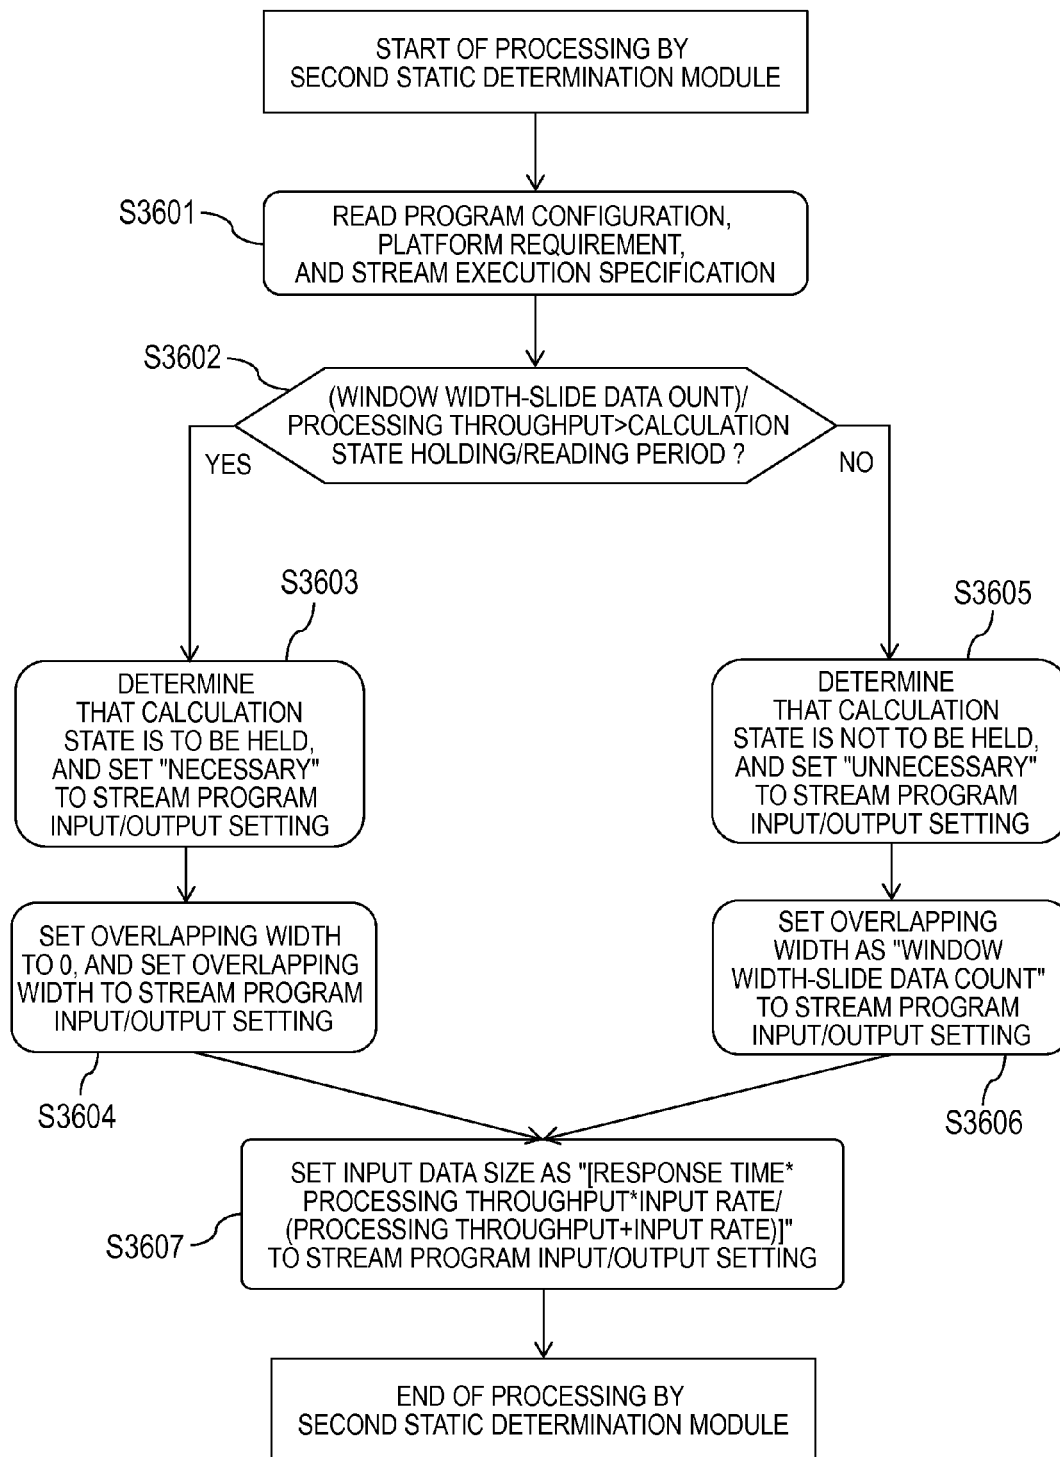 START OF PROCESSING BY
SECOND STATIC DETERMINATION MODULE
S3601
READ PROGRAM CONFIGURATION,
PLATFORM REQUIREMENT,
AND STREAM EXECUTION SPECIFICATION
S3602
(WINDOW WIDTH-SLIDE DATA OUNT)/
PROCESSING THROUGHPUT>CALCULATION
STATE HOLDING/READING PERIOD ?
YES
NO
S3603
DETERMINE
THAT CALCULATION
STATE IS TO BE HELD,
AND SET "NECESSARY"
TO STREAM PROGRAM
INPUT/OUTPUT SETTING
S3605
DETERMINE
THAT CALCULATION
STATE IS NOT TO BE HELD,
AND SET "UNNECESSARY"
TO STREAM PROGRAM
INPUT/OUTPUT SETTING
SET OVERLAPPING WIDTH
TO 0, AND SET OVERLAPPING
WIDTH TO STREAM PROGRAM
INPUT/OUTPUT SETTING
S3604
SET OVERLAPPING
WIDTH AS "WINDOW
WIDTH-SLIDE DATA COUNT"
TO STREAM PROGRAM
INPUT/OUTPUT SETTING
S3606
SET INPUT DATA SIZE AS "[RESPONSE TIME*
PROCESSING THROUGHPUT*INPUT RATE/
(PROCESSING THROUGHPUT+INPUT RATE)]"
TO STREAM PROGRAM INPUT/OUTPUT SETTING
S3607
END OF PROCESSING BY
SECOND STATIC DETERMINATION MODULE